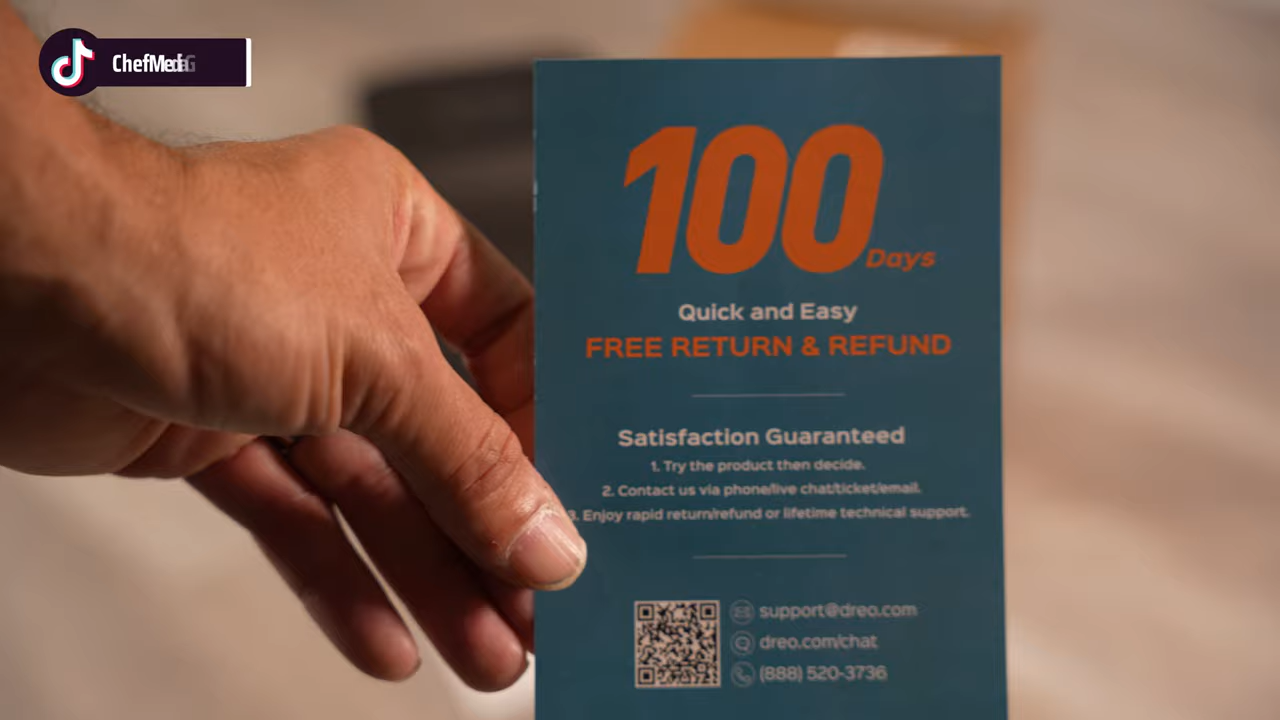 100
Days
Quick and Easy
FREE RETURN & REFUND
Satisfaction Guaranteed
1. Try the product then decide.
2. Contact us via phone/live chat/ticket/email.
3. Enjoy rapid return/refund or lifetime technical support.
support@dreo.com
dreo.com/chat
(888) 520-3736